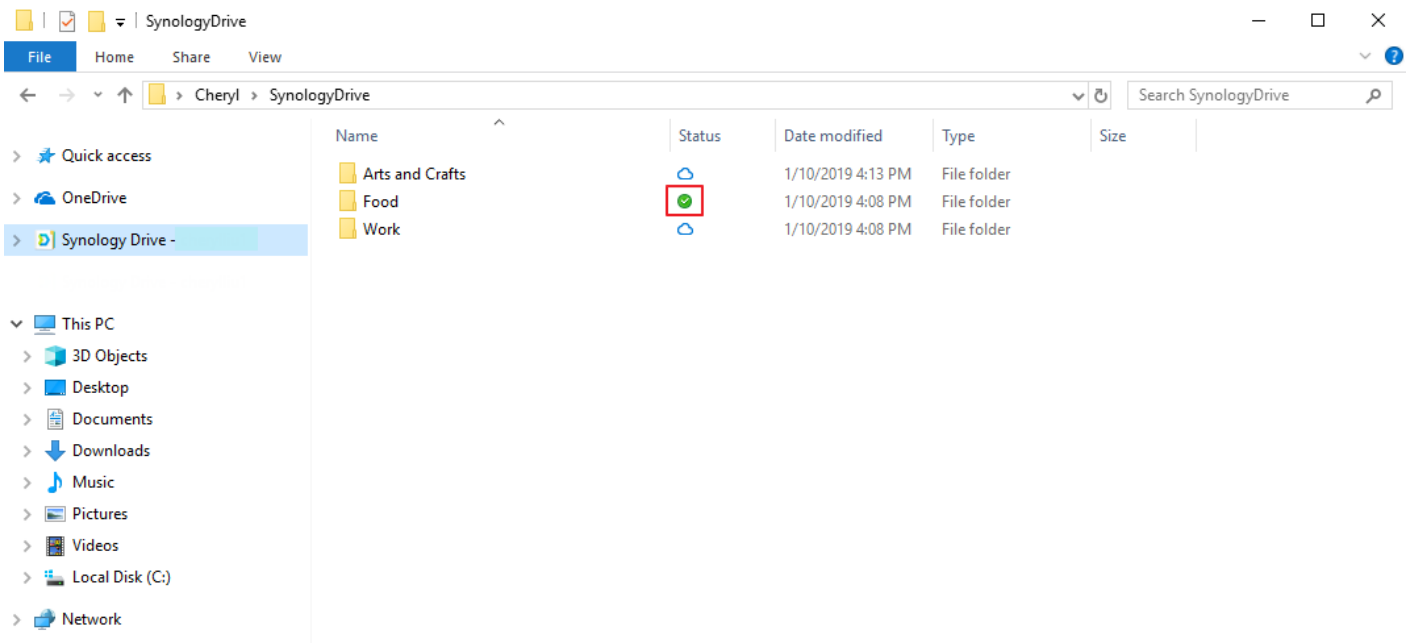 SynologyDrive
File Home Share View
Cheryl > SynologyDrive
Search SynologyDrive
Name Status Date modified Type Size
Quick access
OneDrive
Synology Drive -
Arts and Crafts 1/10/2019 4:13 PM File folder
Food 1/10/2019 4:08 PM File folder
Work 1/10/2019 4:08 PM File folder
This PC
3D Objects
Desktop
Documents
Downloads
Music
Pictures
Videos
Local Disk (C:)
Network